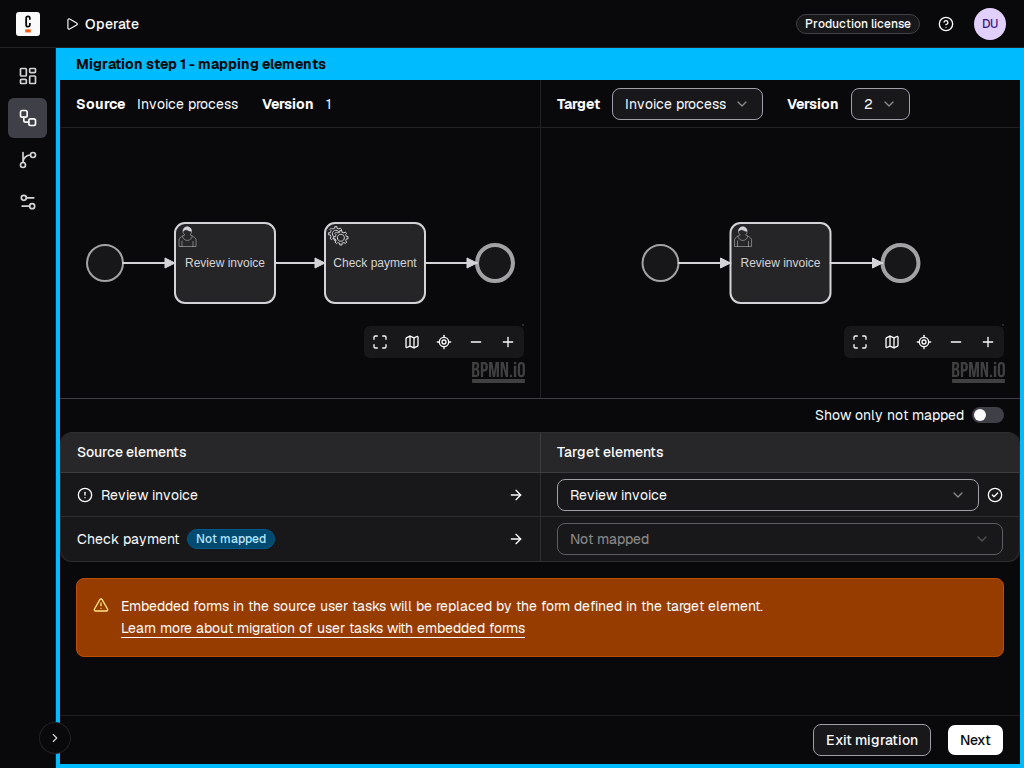 C
Operate
Production license
DU
Migration step 1 - mapping elements
Source Invoice process Version 1
Target Invoice process Version 2
Review invoice
Check payment
Review invoice
BPMN.iO
BPMN.iO
Show only not mapped
Source elements
Target elements
Review invoice
Review invoice
Check payment Not mapped
Not mapped
Embedded forms in the source user tasks will be replaced by the form defined in the target element.
Learn more about migration of user tasks with embedded forms
Exit migration
Next